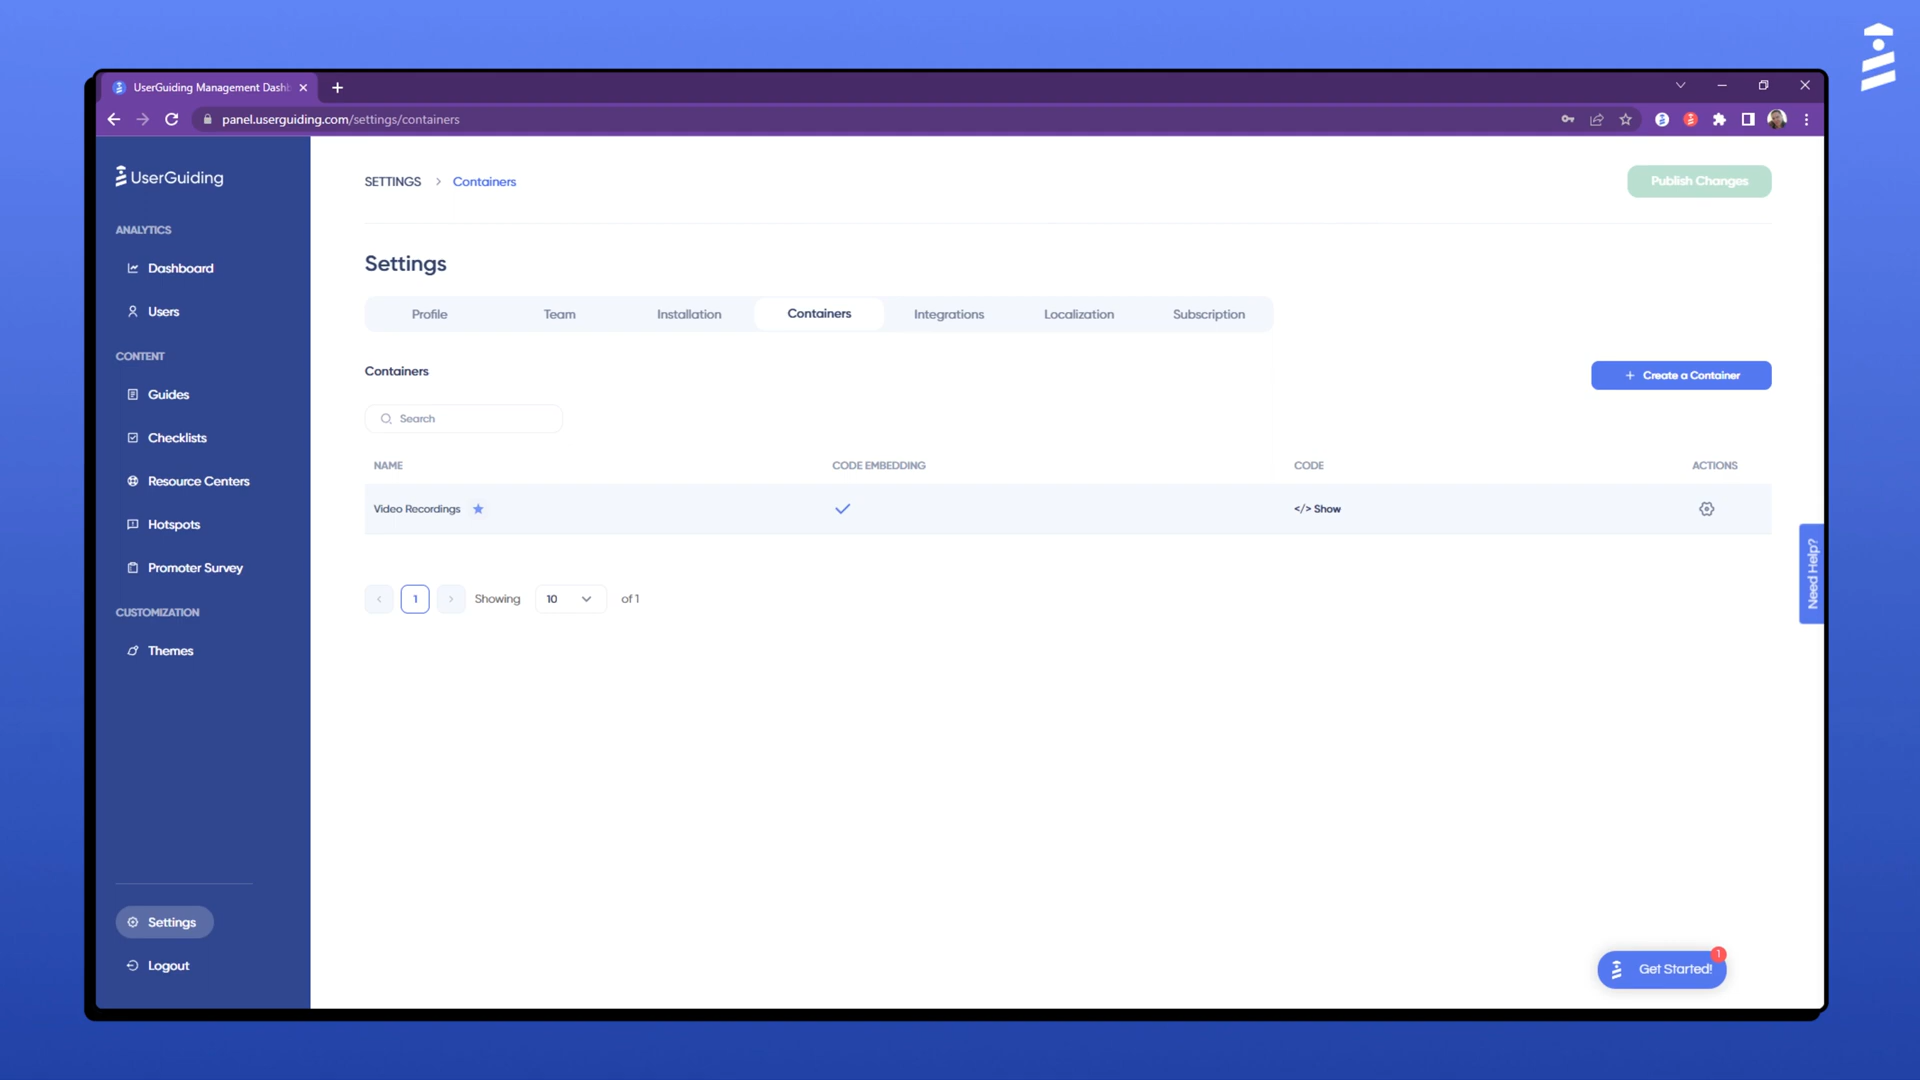 UserGuiding Management Dashb
panel.userguiding.com/settings/containers
UserGuiding
ANALYTICS
Dashboard
Users
CONTENT
Guides
Checklists
Resource Centers
Hotspots
Promoter Survey
CUSTOMIZATION
Themes
Settings
Logout
SETTINGS > Containers
Publish Changes
Settings
Profile Team Installation Containers Integrations Localization Subscription
Containers
+ Create a Container
Search
NAME CODE EMBEDDING CODE ACTIONS
Video Recordings </> Show
< 1 > Showing 10 of 1
Need Help?
Get Started!
1